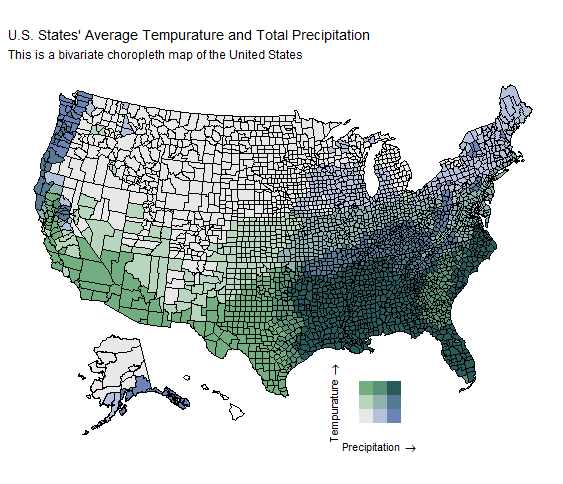 U.S. States' Average Tempurature and Total Precipitation
This is a bivariate choropleth map of the United States
Tempurature →
Precipitation →